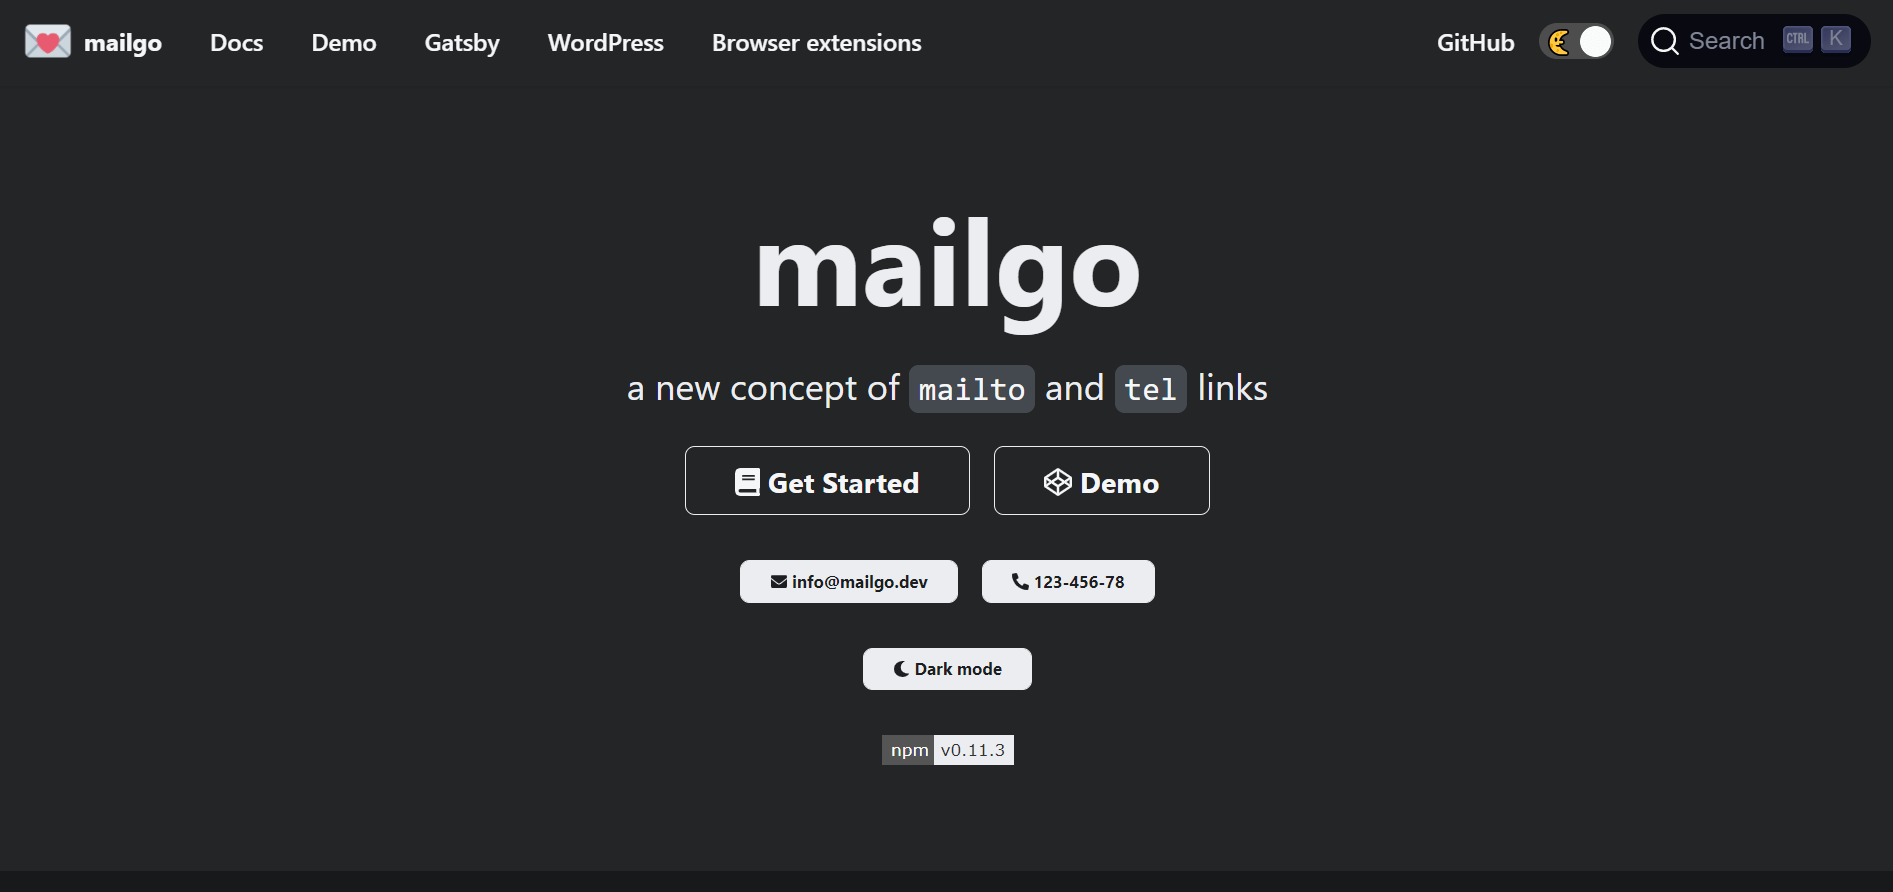 mailgo Docs Demo Gatsby WordPress Browser extensions GitHub Search CTRL K
mailgo
a new concept of mailto and tel links
Get Started Demo
info@mailgo.dev 123-456-78
Dark mode
npm v0.11.3